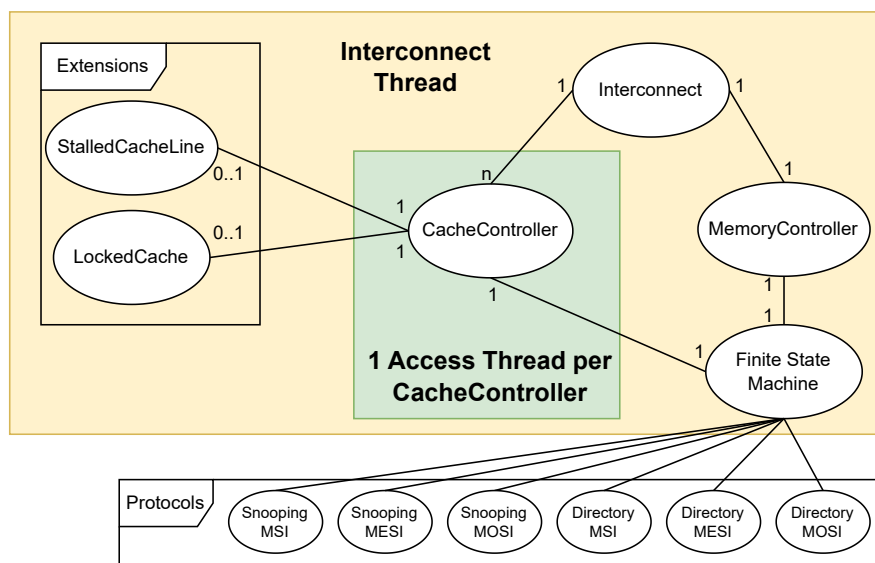 Extensions
Interconnect
Thread
Interconnect
1
1
StalledCacheLine
0..1
n
1
1
CacheController
MemoryController
0..1
LockedCache
1
1
1
1
1
1 Access Thread per
CacheController
Finite State
Machine
Protocols
Snooping
MSI
Snooping
MESI
Snooping
MOSI
Directory
MSI
Directory
MESI
Directory
MOSI